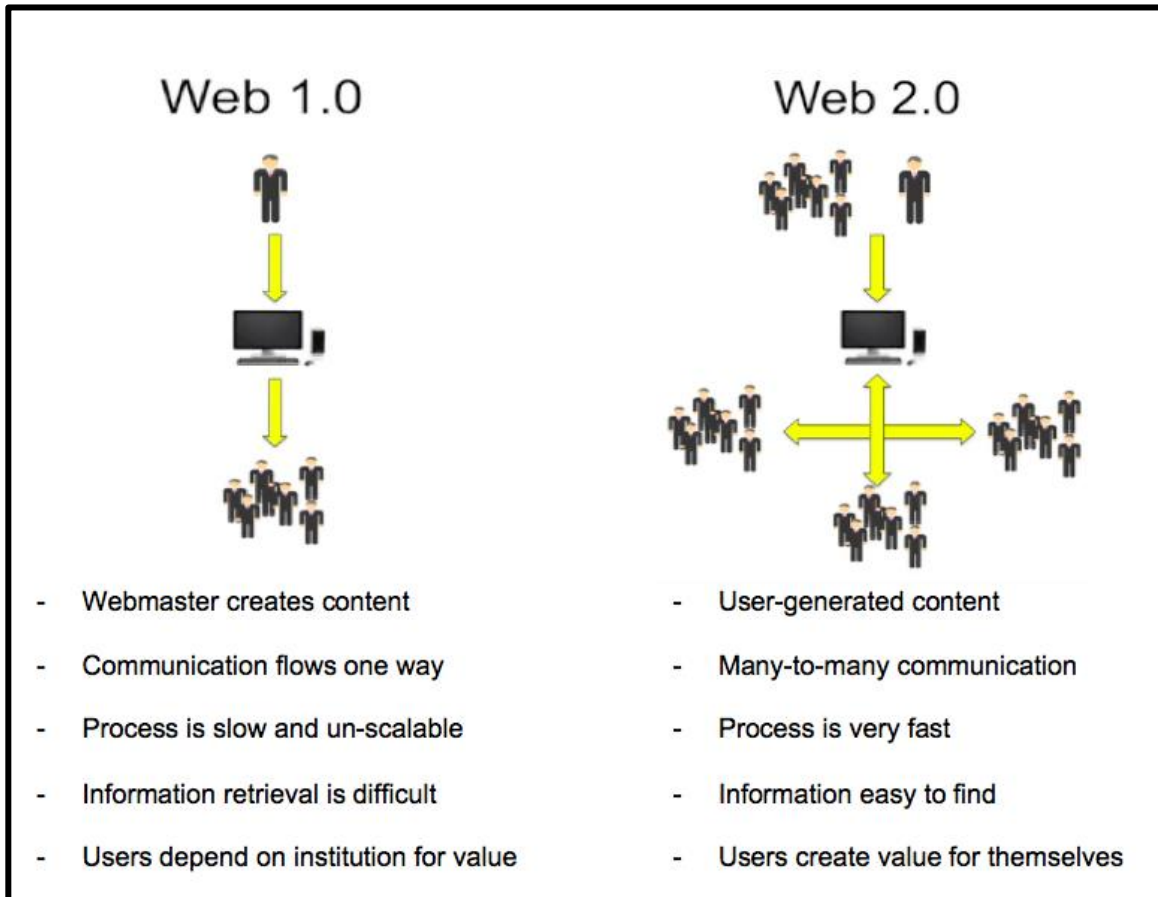 Web 1.0
Web 2.0
- Webmaster creates content
- Communication flows one way
- Process is slow and un-scalable
- Information retrieval is difficult
- Users depend on institution for value
- User-generated content
- Many-to-many communication
- Process is very fast
- Information easy to find
- Users create value for themselves